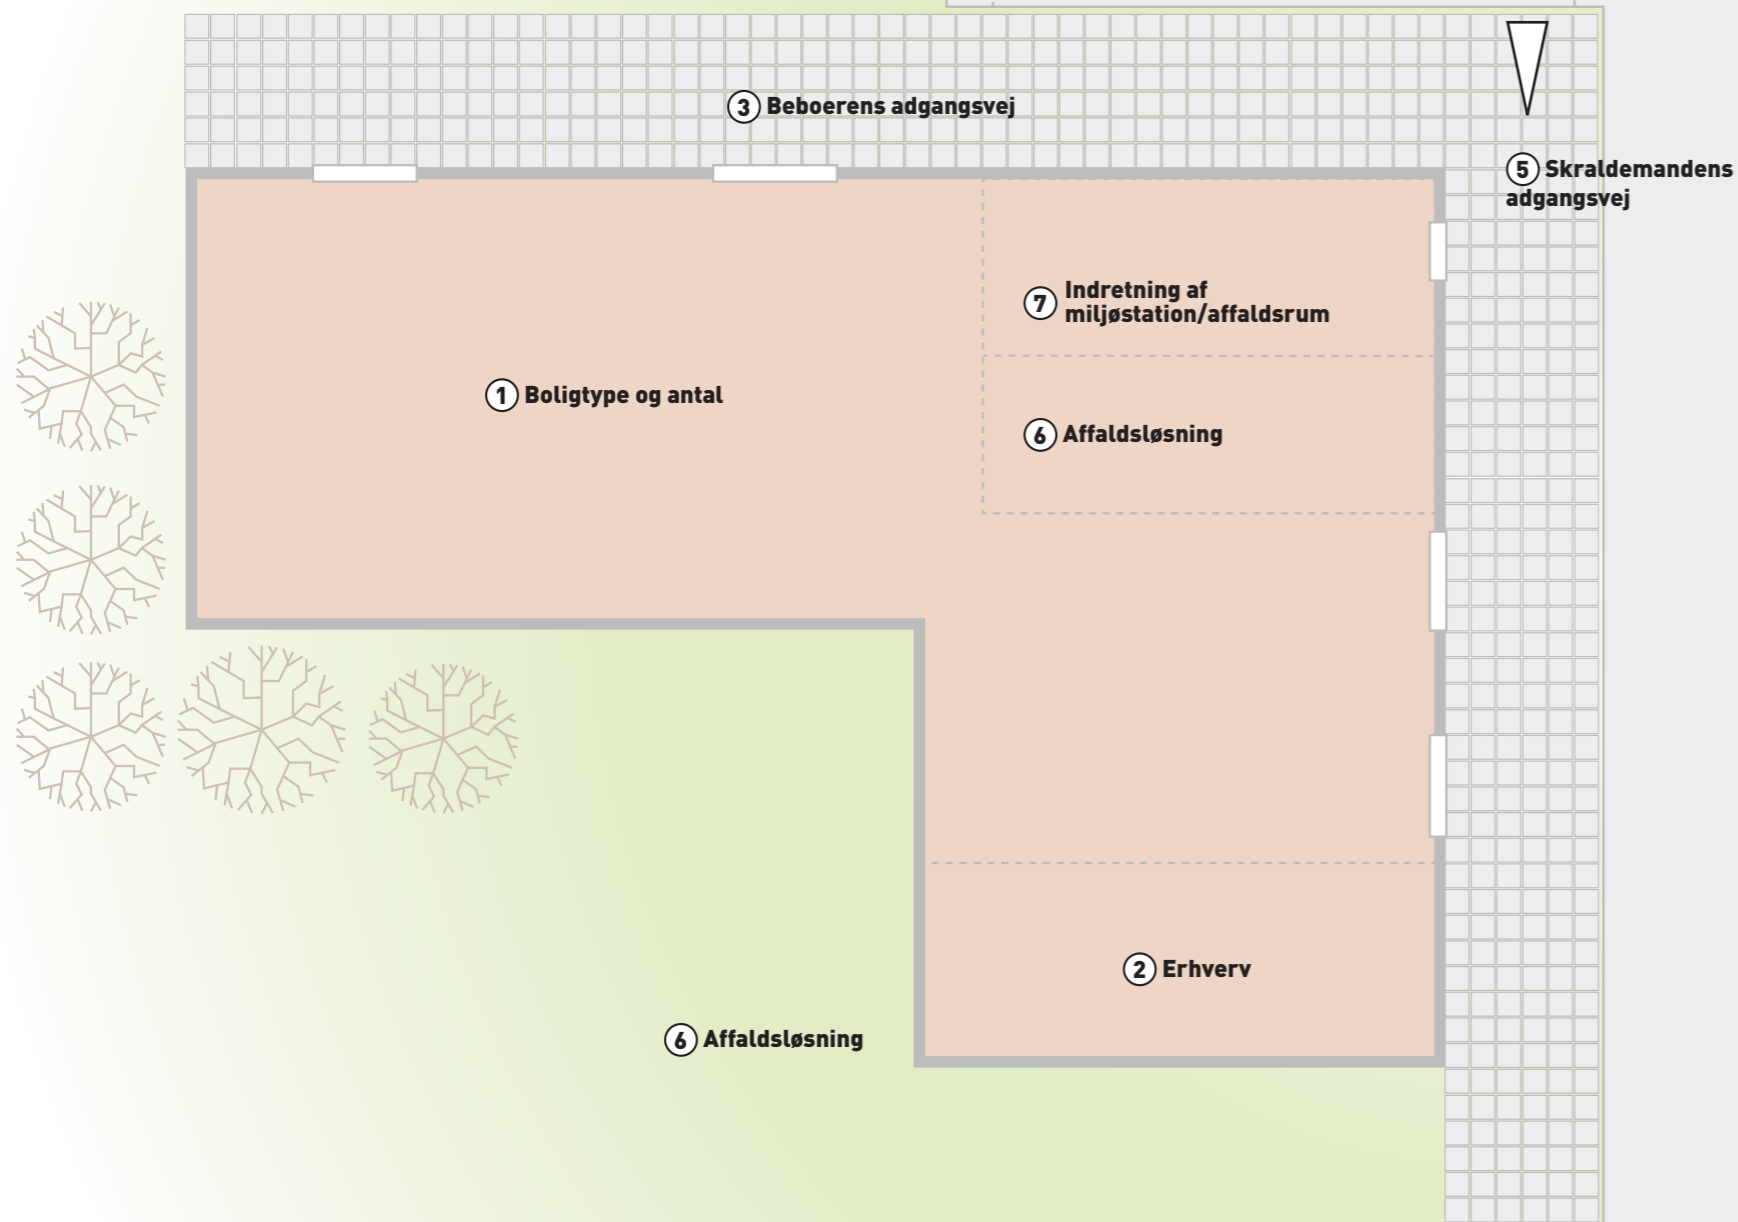 3 Beboerens adgangsvej
5 Skraldemandens
adgangsvej
7 Indretning af
miljøstation/affaldsrum
1 Boligtype og antal
6 Affaldsløsning
2 Erhverv
6 Affaldsløsning